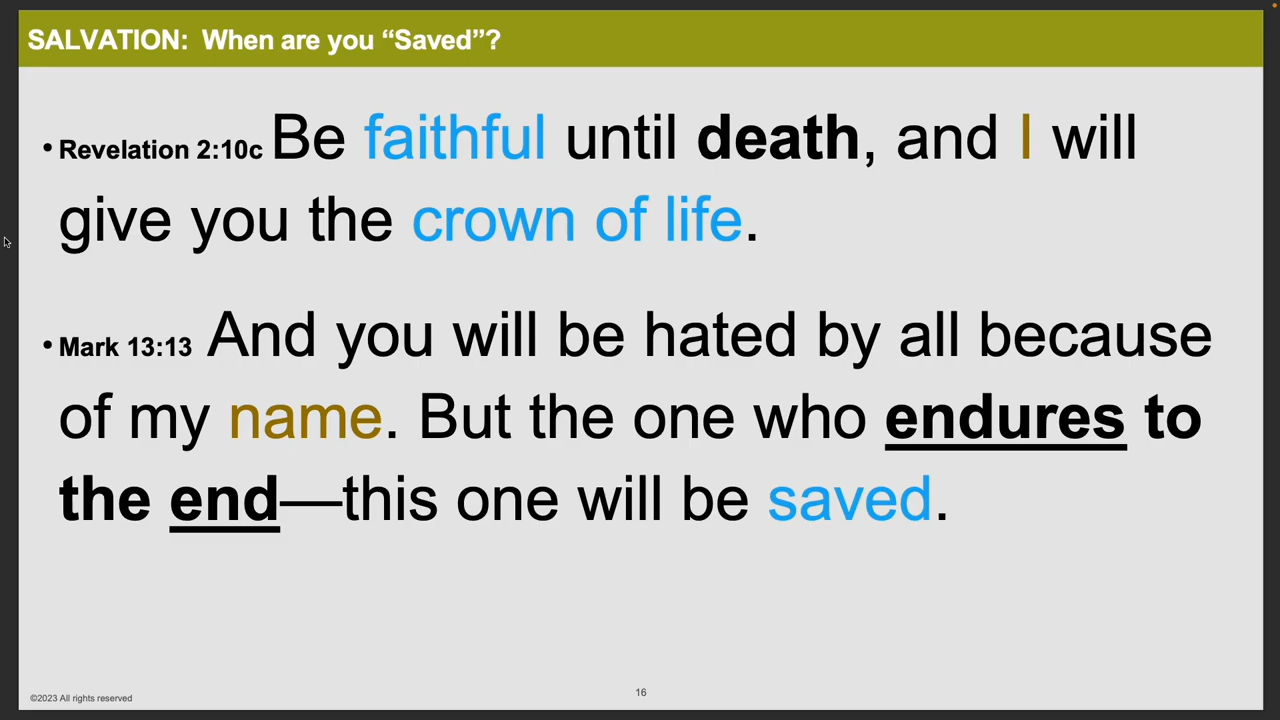 SALVATION:  When are you “Saved”?
• Revelation 2:10c Be faithful until death, and I will
give you the crown of life.
• Mark 13:13 And you will be hated by all because
of my name. But the one who endures to
the end—this one will be saved.
©2023 All rights reserved
16